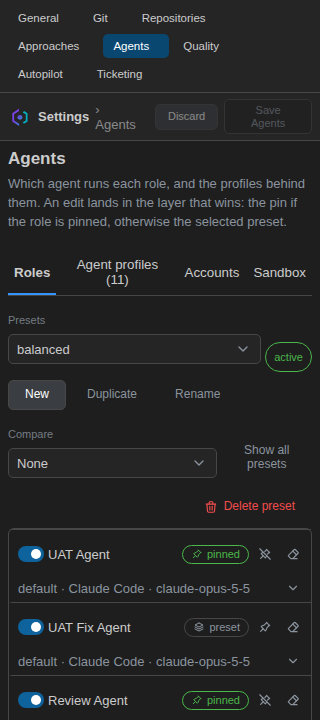 General Git Repositories
Approaches Agents Quality
Autopilot Ticketing
Settings › Agents Discard Save Agents
Agents
Which agent runs each role, and the profiles behind
them. An edit lands in the layer that wins: the pin if
the role is pinned, otherwise the selected preset.
Roles Agent profiles (11) Accounts Sandbox
Presets
balanced active
New Duplicate Rename
Compare
None Show all presets
Delete preset
UAT Agent pinned
default · Claude Code · claude-opus-5-5
UAT Fix Agent preset
default · Claude Code · claude-opus-5-5
Review Agent pinned